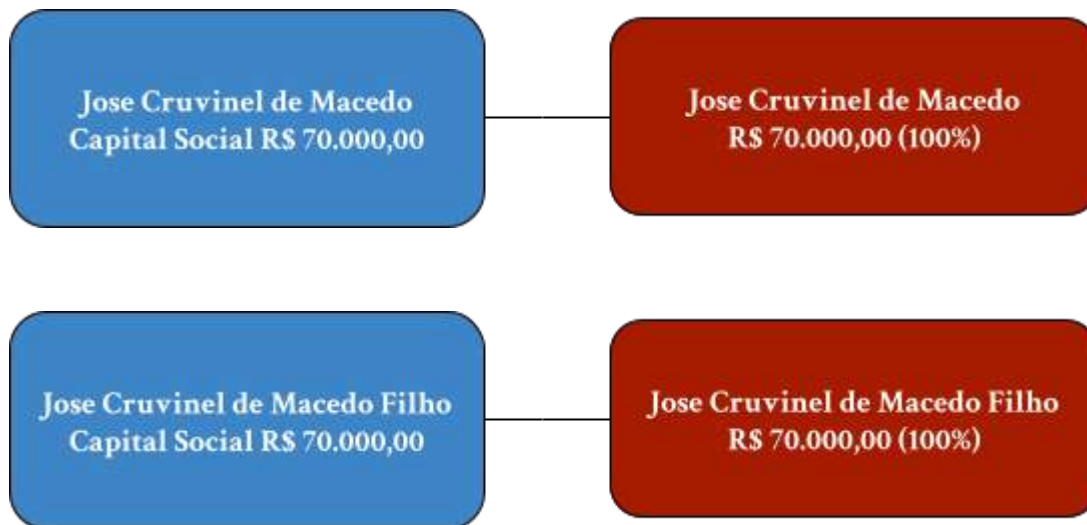 Jose Cruvinel de Macedo
Capital Social R$ 70.000,00
Jose Cruvinel de Macedo
R$ 70.000,00 (100%)
Jose Cruvinel de Macedo Filho
Capital Social R$ 70.000,00
Jose Cruvinel de Macedo Filho
R$ 70.000,00 (100%)